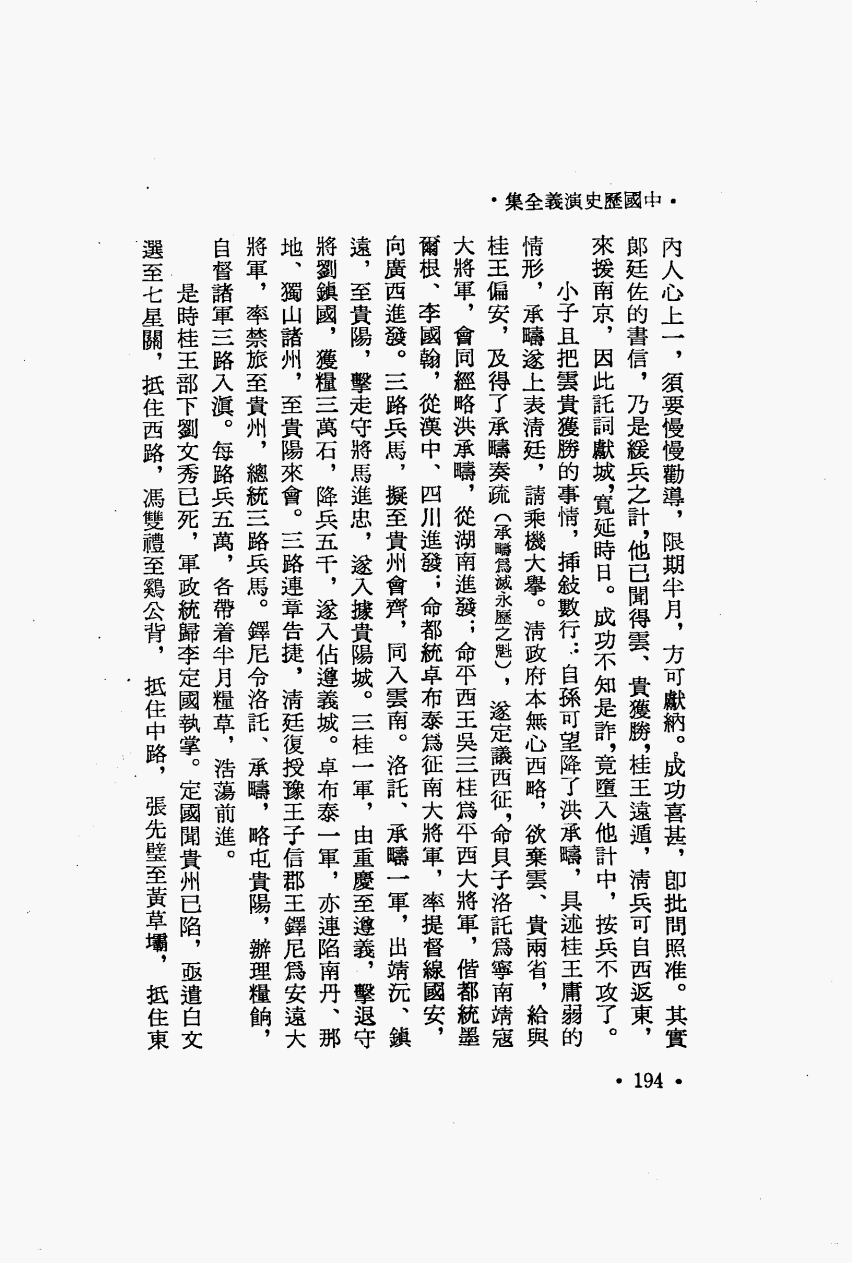 •中國歷史演義全集•
內人心上一，須要慢慢勸導，限期半月，方可獻納。成功喜甚，卽批問照准。其實
郞廷佐的書信，乃是緩兵之計，他已聞得雲、貴獲勝，桂王遠遁，淸兵可自西返東，
來援南京，因此託詞獻城，寬延時日。成功不知是詐，竟墮入他計中，按兵不攻了。
小子且把雲貴獲勝的事情，揷敍數行：自孫可望降了洪承疇，具述桂王庸弱的
情形，承疇遂上表淸廷，請乘機大擧。淸政府本無心西略，欲棄雲、貴兩省，給與
桂王偏安，及得了承疇奏疏（承疇爲滅永歷之魁），遂定議西征，命貝子洛託爲寧南靖寇
大將軍，會同經略洪承疇，從湖南進發；命平西王吳三桂爲平西大將軍，偕都統墨
爾根、李國翰，從漢中、四川進發；命都統卓布泰爲征南大將軍，率提督線國安，
向廣西進發。三路兵馬，擬至貴州會齊，同入雲南。洛託、承疇一軍，出靖沅、鎭
遠，至貴陽，擊走守將馬進忠，遂入據貴陽城。三桂一軍，由重慶至遵義，擊退守
將劉鎭國，獲糧三萬石，降兵五千，遂入佔遵義城。卓布泰一軍，亦連陷南丹、那
地、獨山諸州，至貴陽來會。三路連章告捷，淸廷復授豫王子信郡王鐸尼爲安遠大
將軍，率禁旅至貴州，總統三路兵馬。鐸尼令洛託、承疇，略屯貴陽，辦理糧餉，
自督諸軍三路入滇。每路兵五萬，各帶着半月糧草，浩蕩前進。
是時桂王部下劉文秀已死，軍政統歸李定國執掌。定國聞貴州已陷，亟遣白文
選至七星關，抵住西路，馮雙禮至鷄公背，抵住中路，張先璧至黃草壩，抵住東
•194•